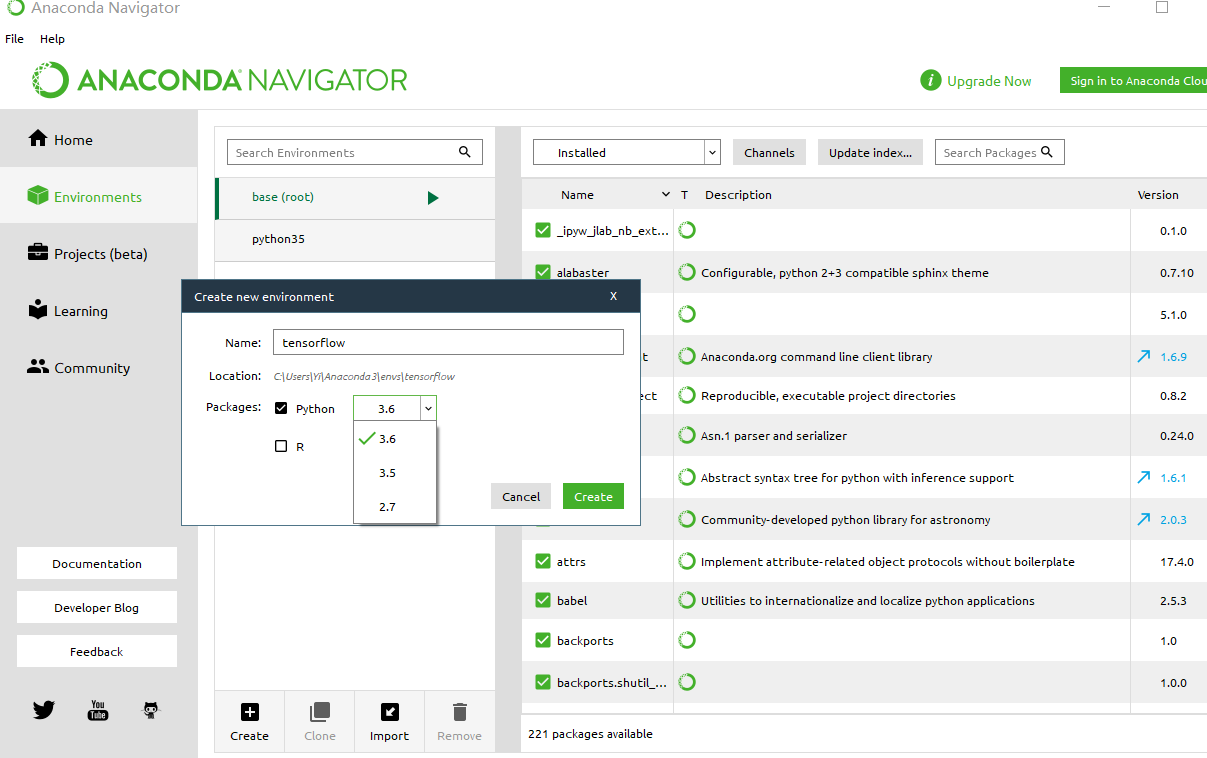 Anaconda Navigator
File Help
ANACONDA NAVIGATOR
i Upgrade Now
Sign in to Anaconda Clou
Home
Environments
Projects (beta)
Learning
Community
Documentation
Developer Blog
Feedback
You Tube
Search Environments
base (root)
python35
Create new environment X
Name: tensorflow
Location: C:\Users\Yi\Anaconda3\envs\tensorflow
Packages: Python 3.6
3.6
R
3.5
2.7
Cancel Create
Create Clone Import Remove
Installed Channels Update index... Search Packages
Name T Description Version
_ipyw_jlab_nb_ext... 0.1.0
alabaster Configurable, python 2+3 compatible sphinx theme 0.7.10
5.1.0
t Anaconda.org command line client library 1.6.9
ect Reproducible, executable project directories 0.8.2
Asn.1 parser and serializer 0.24.0
Abstract syntax tree for python with inference support 1.6.1
Community-developed python library for astronomy 2.0.3
attrs Implement attribute-related object protocols without boilerplate 17.4.0
babel Utilities to internationalize and localize python applications 2.5.3
backports 1.0
backports.shutil_... 1.0.0
221 packages available